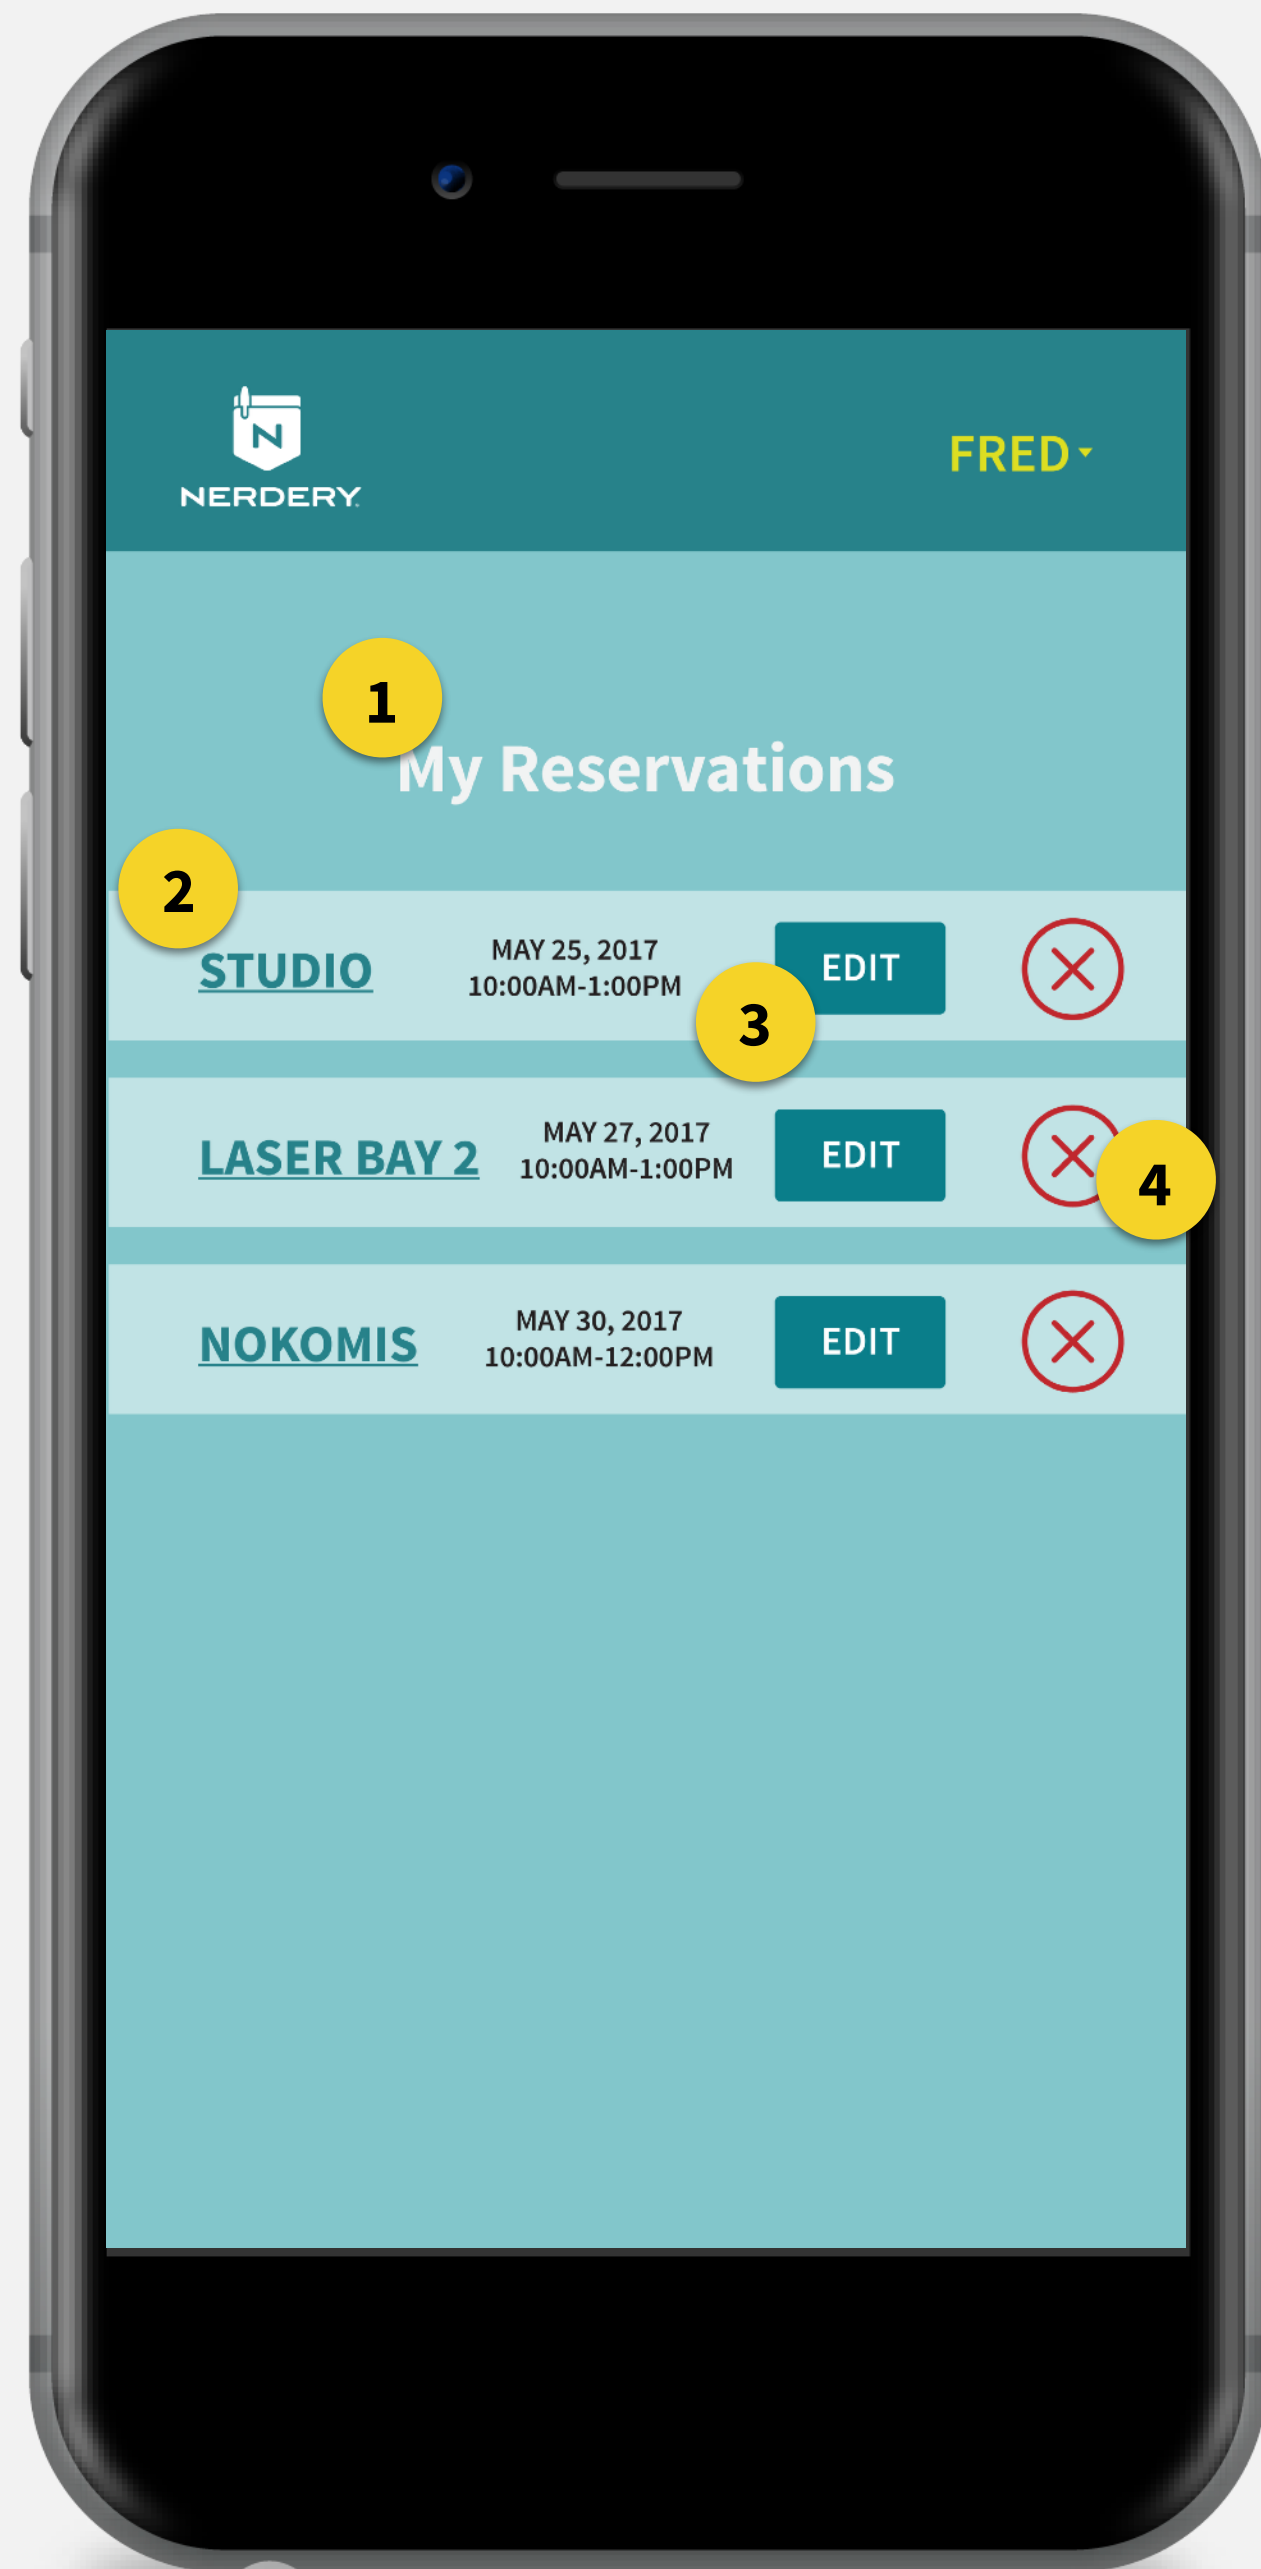 N
NERDERY
FRED
1
My Reservations
2
STUDIO
MAY 25, 2017
10:00AM-1:00PM
EDIT
3
LASER BAY 2
MAY 27, 2017
10:00AM-1:00PM
EDIT
4
NOKOMIS
MAY 30, 2017
10:00AM-12:00PM
EDIT